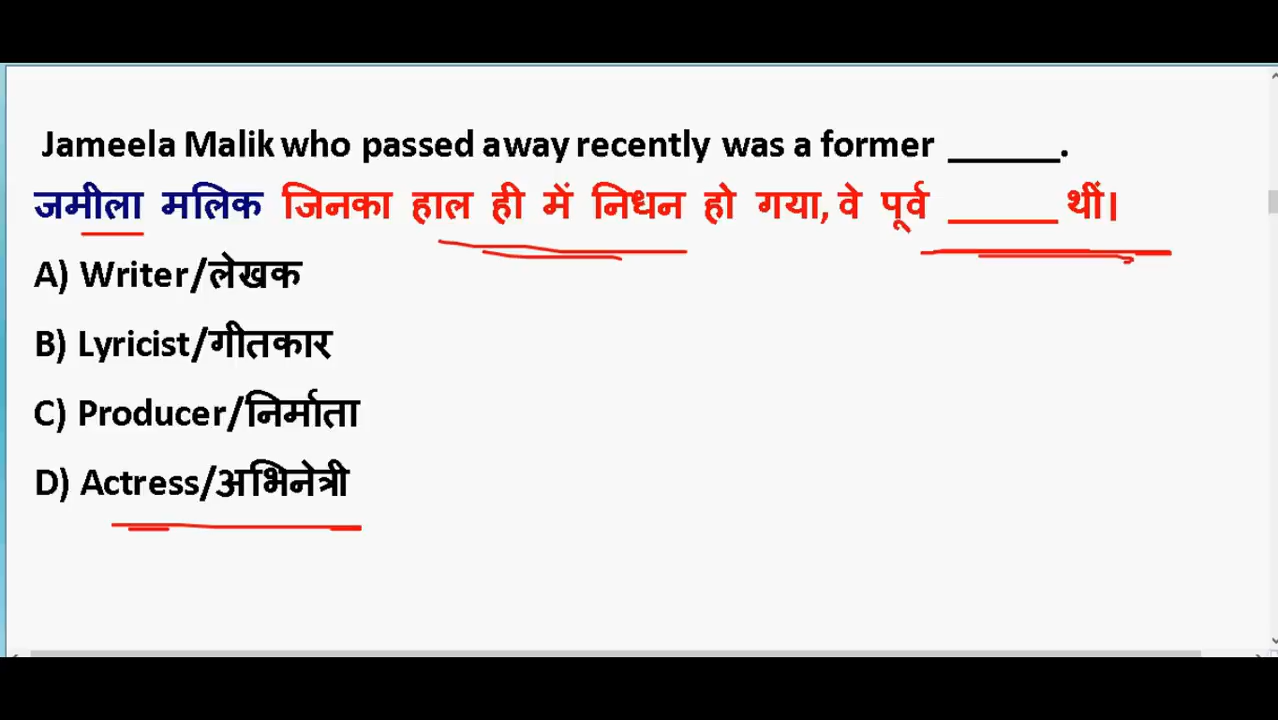 Jameela Malik who passed away recently was a former ______.
जमीला मलिक जिनका हाल ही में निधन हो गया, वे पूर्व ______ थीं।
A) Writer/लेखक
B) Lyricist/गीतकार
C) Producer/निर्माता
D) Actress/अभिनेत्री